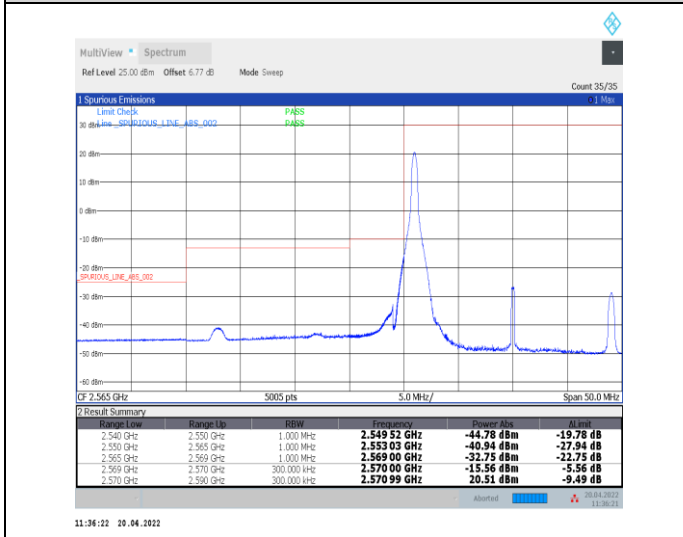 MultiView Spectrum
Ref Level 25.00 dBm Offset 6.77 dB Mode Sweep
Count 35/35
1 Spurious Emissions 1 Max
Limit Check PASS
Line _SPURIOUS_LINE_ABS_002 PASS
30 dBm
20 dBm
10 dBm
0 dBm
-10 dBm
-20 dBm
_SPURIOUS_LINE_ABS_002
-30 dBm
-40 dBm
-50 dBm
-60 dBm
CF 2.565 GHz 5005 pts 5.0 MHz/ Span 50.0 MHz
2 Result Summary
Range Low Range Up RBW Frequency Power Abs ΔLimit
2.540 GHz 2.550 GHz 1.000 MHz 2.549 52 GHz -44.78 dBm -19.78 dB
2.550 GHz 2.565 GHz 1.000 MHz 2.553 03 GHz -40.94 dBm -27.94 dB
2.565 GHz 2.569 GHz 1.000 MHz 2.569 00 GHz -32.75 dBm -22.75 dB
2.569 GHz 2.570 GHz 300.000 kHz 2.570 00 GHz -15.56 dBm -5.56 dB
2.570 GHz 2.590 GHz 300.000 kHz 2.570 99 GHz 20.51 dBm -9.49 dB
Aborted 20.04.2022
11:36:21
11:36:22 20.04.2022